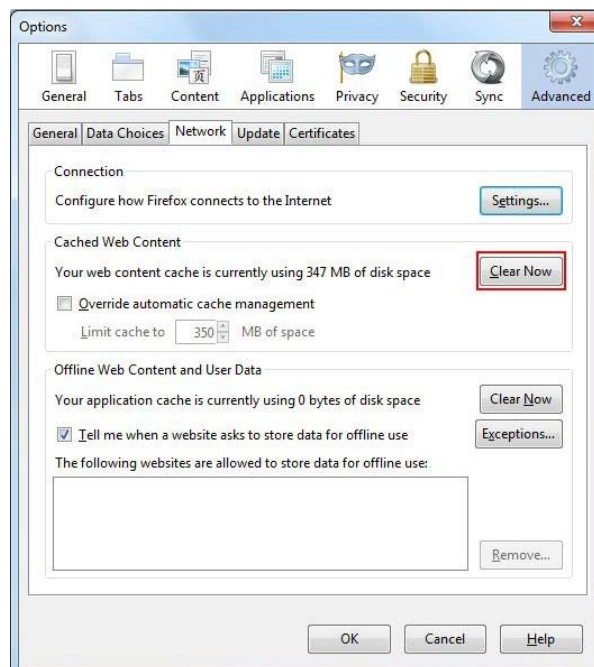 Options
General Tabs Content Applications Privacy Security Sync Advanced
General Data Choices Network Update Certificates
Connection
Configure how Firefox connects to the Internet Settings...
Cached Web Content
Your web content cache is currently using 347 MB of disk space Clear Now
Override automatic cache management
Limit cache to 350 MB of space
Offline Web Content and User Data
Your application cache is currently using 0 bytes of disk space Clear Now
Tell me when a website asks to store data for offline use Exceptions...
The following websites are allowed to store data for offline use:
Remove...
OK Cancel Help